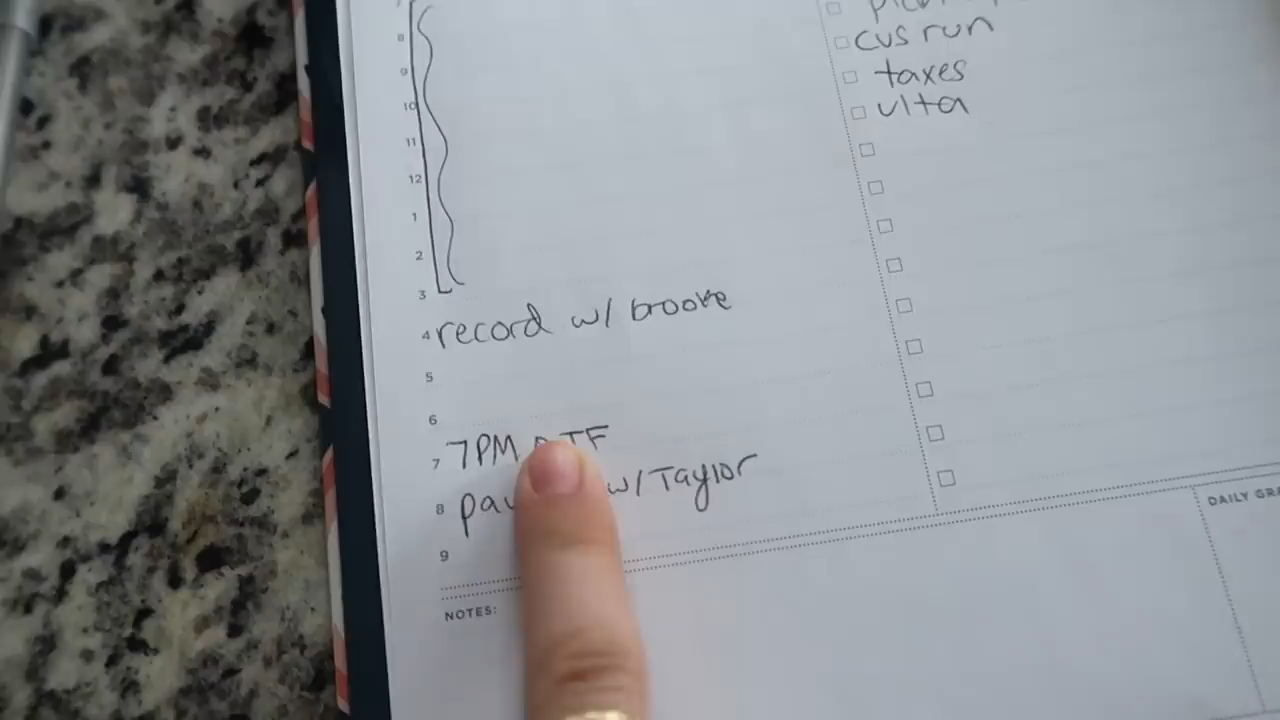 8
9
10
11
12
1
2
3
4 record w/ brooke
5
6
7 7PM
8 w/ Taylor
9
NOTES:
cvs run
taxes
ulta
DAILY